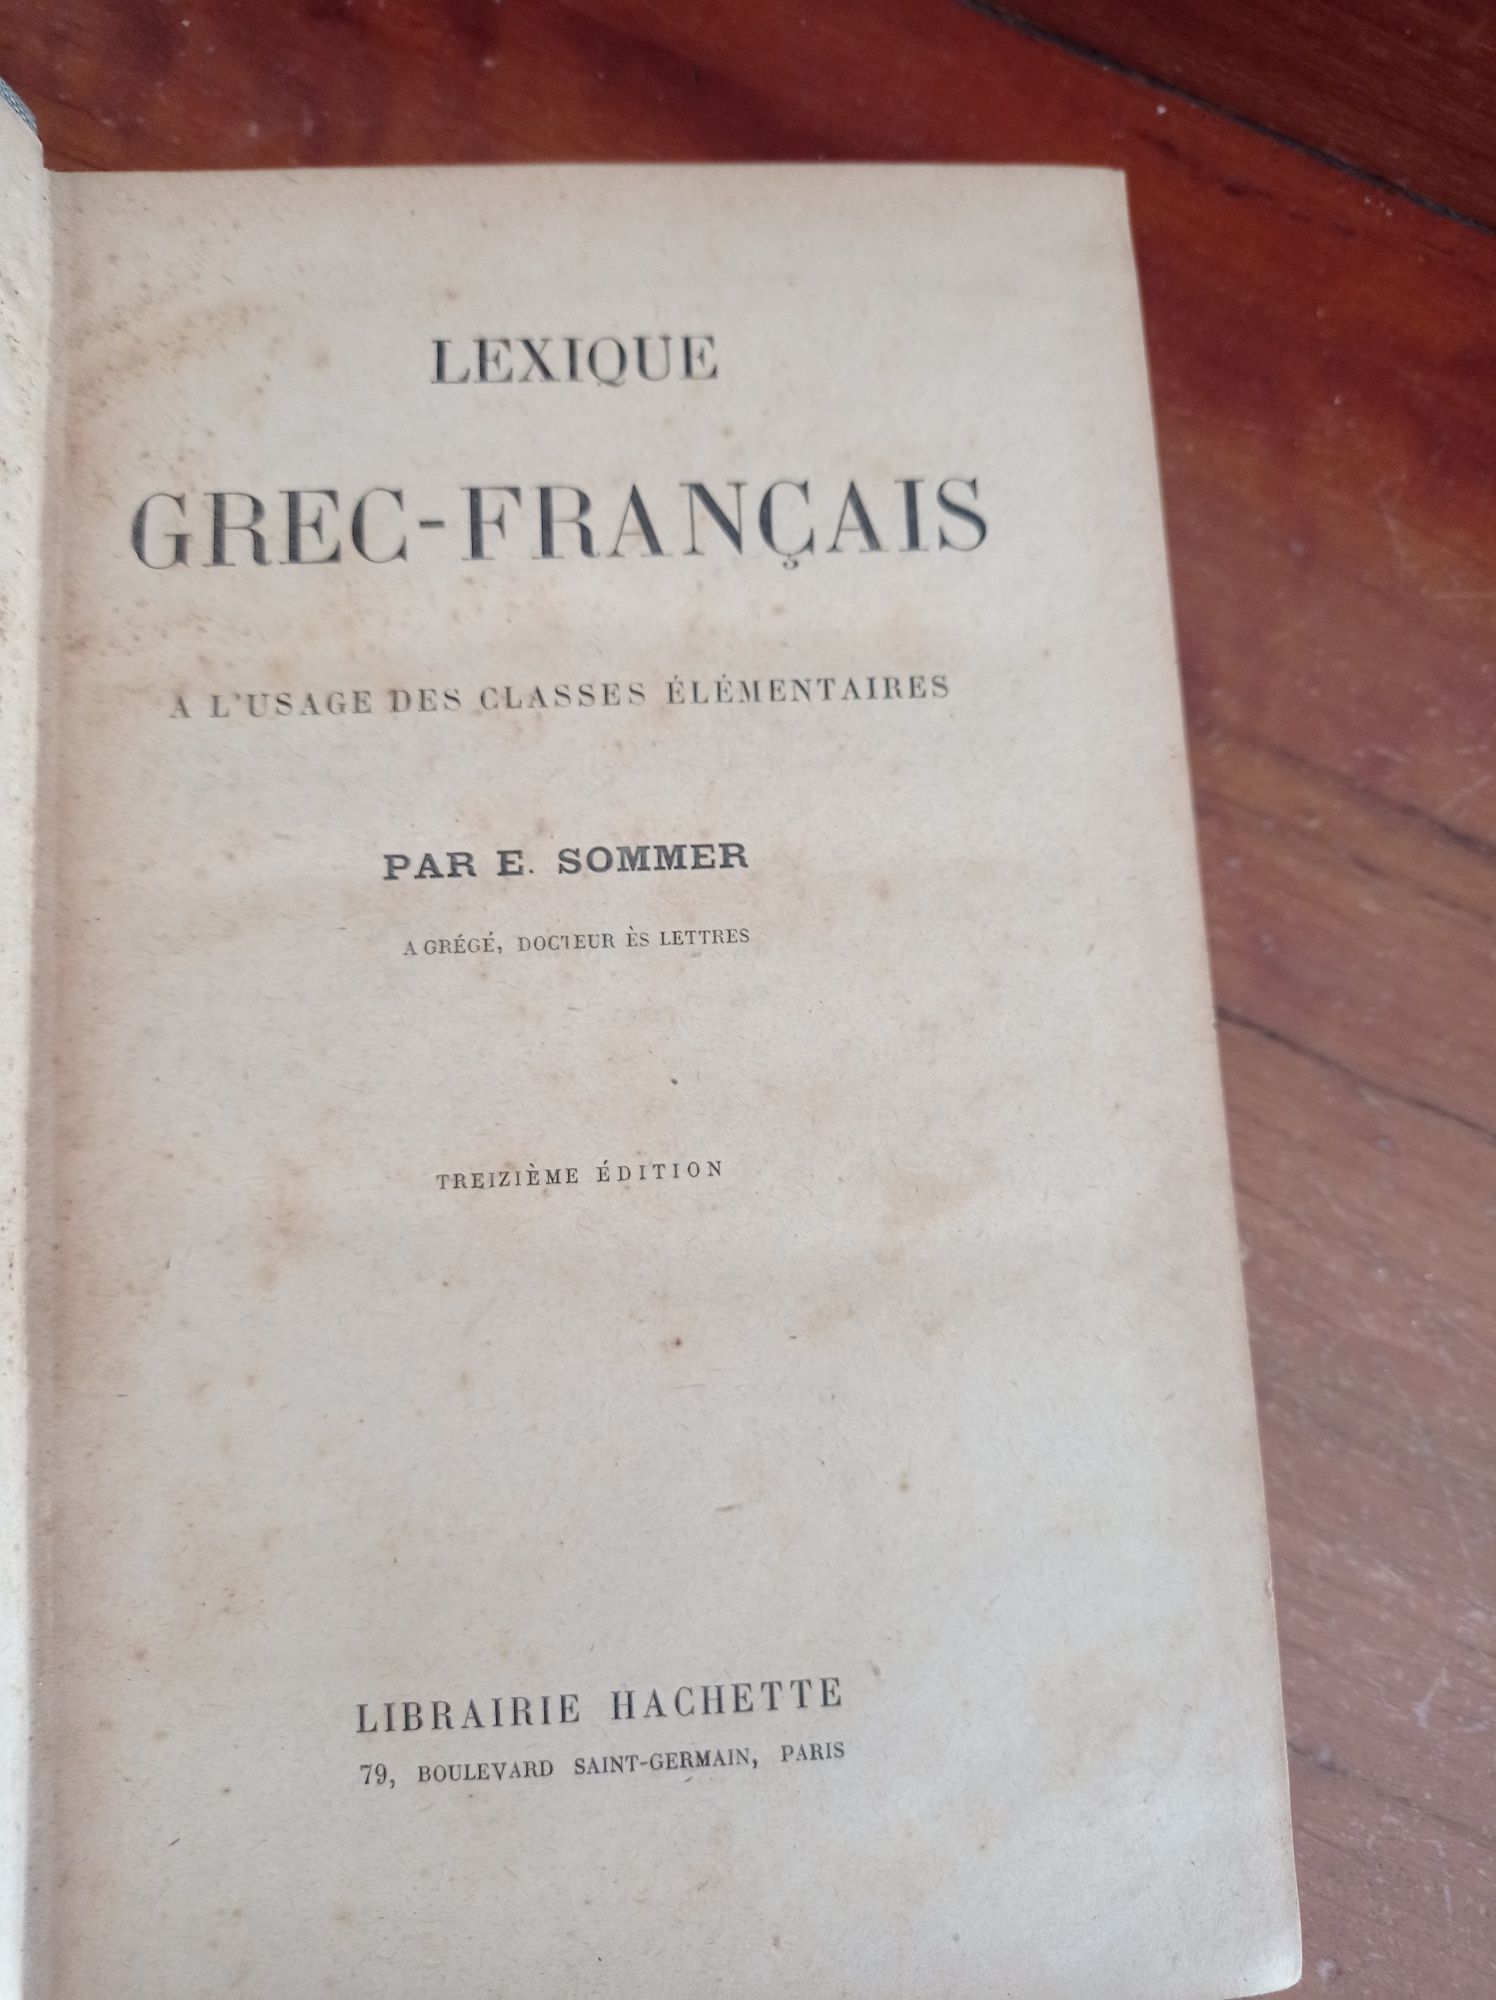 LEXIQUE
GREC-FRANÇAIS
A L'USAGE DES CLASSES ÉLÉMENTAIRES
PAR E. SOMMER
AGRÉGÉ, DOCTEUR ÈS LETTRES
TREIZIÈME ÉDITION
LIBRAIRIE HACHETTE
79, BOULEVARD SAINT-GERMAIN, PARIS